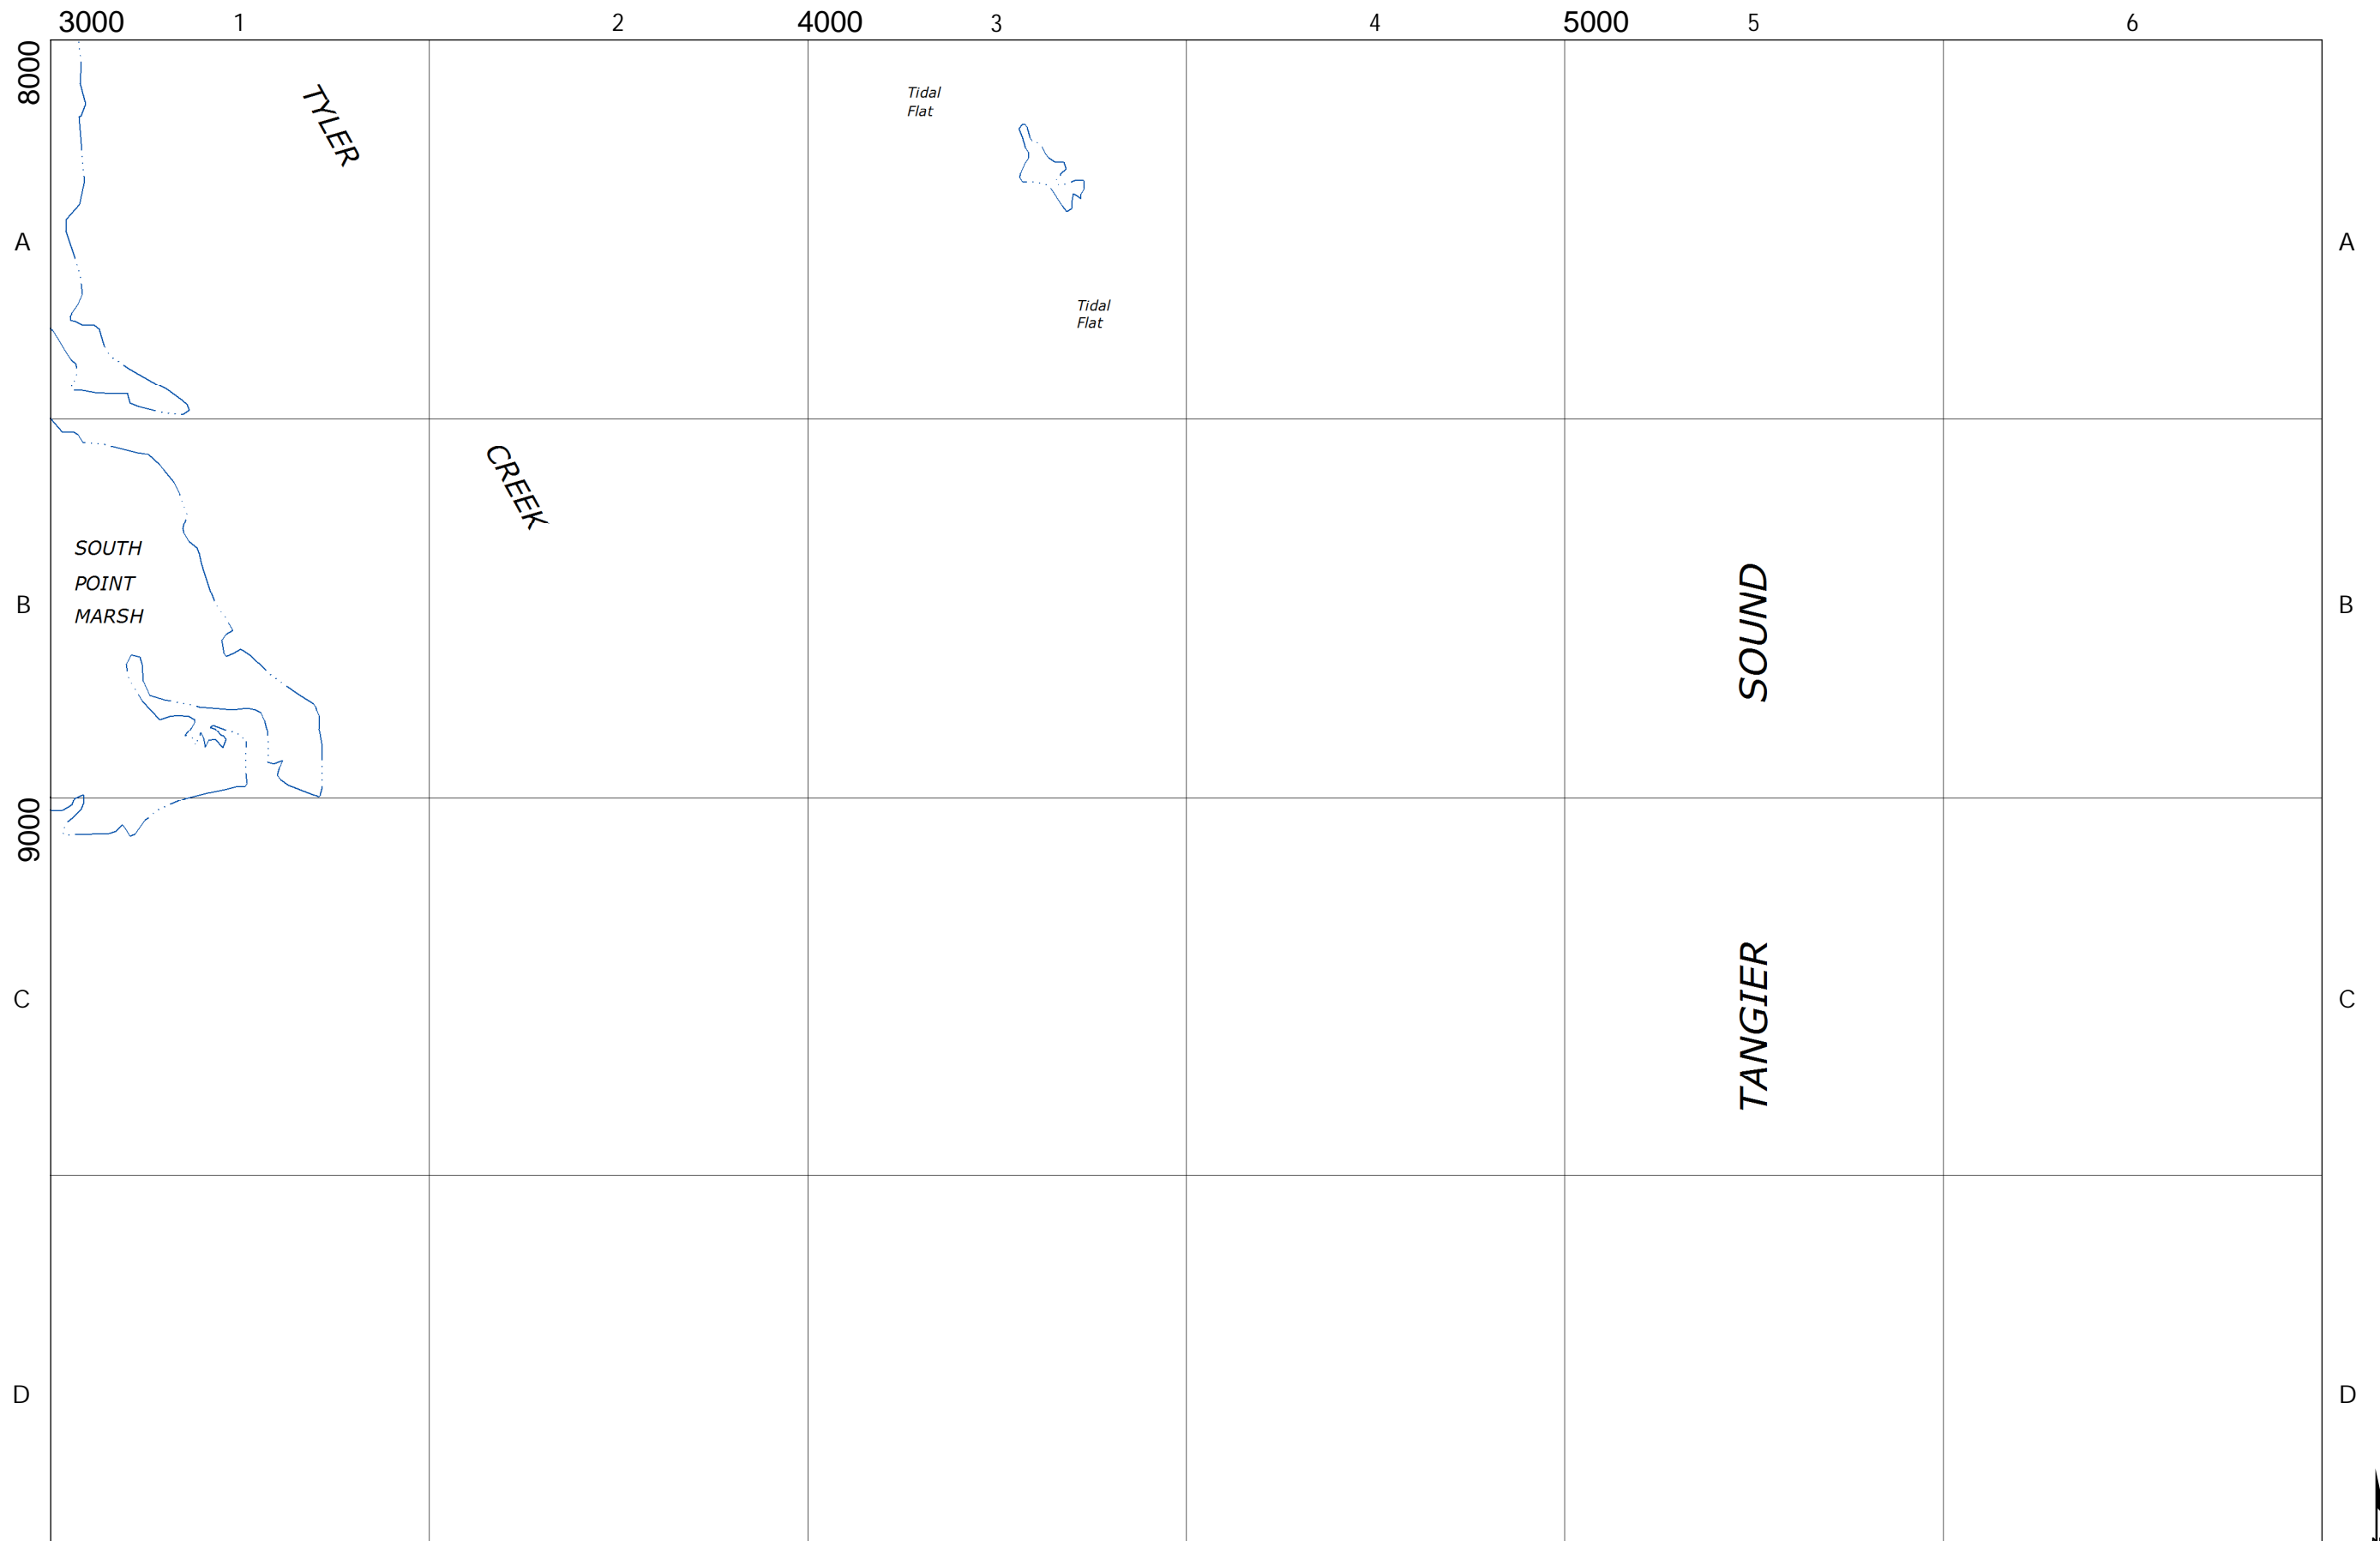 3000 1 2 4000 3 4 5000 5 6
8000
TYLER
Tidal
Flat
A A
Tidal
Flat
CREEK
SOUTH
POINT
MARSH
B B
SOUND
9000
C C
TANGIER
D D